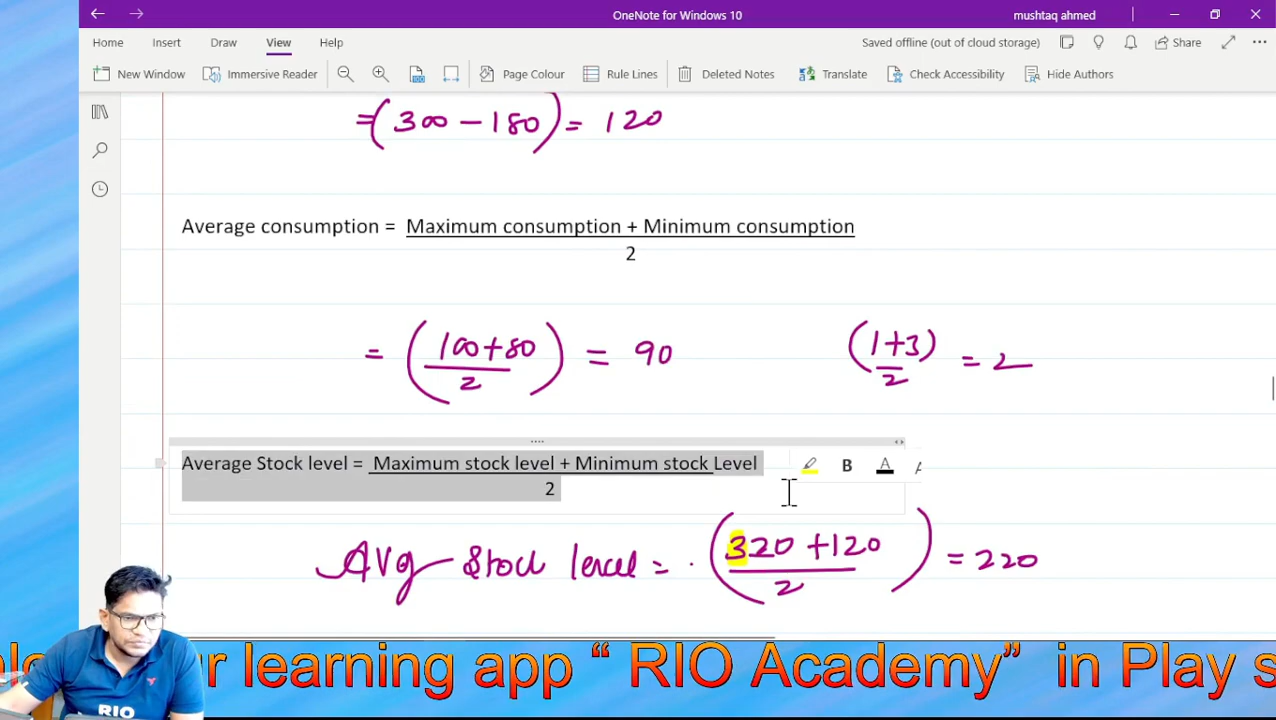 OneNote for Windows 10
mushtaq ahmed
Home Insert Draw View Help
Saved offline (out of cloud storage)
Share
New Window Immersive Reader Page Colour Rule Lines Deleted Notes Translate Check Accessibility Hide Authors
=(300-180)= 120
Average consumption = Maximum consumption + Minimum consumption
2
= (100+80) = 90
2
(1+3) = 2
2
Average Stock level = Maximum stock level + Minimum stock Level
2
B A
AVg Stock level = (320 +120) = 220
2
ur learning app “ RIO Academy” in Play s
RIO